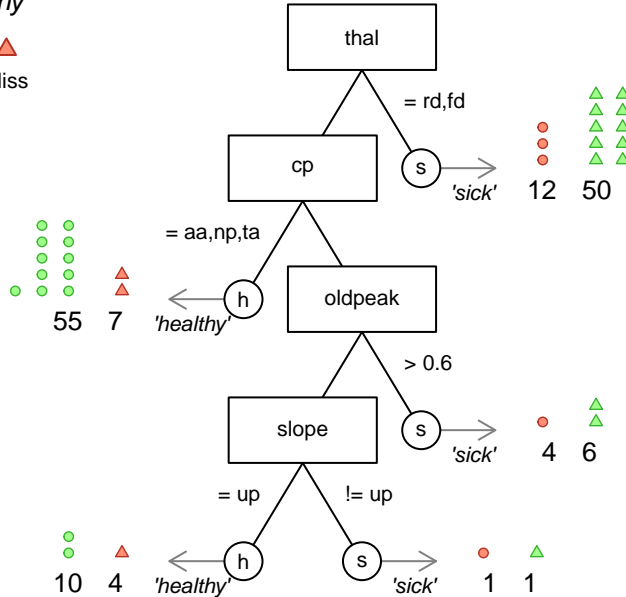 thal
= rd,fd
cp
s
'sick'
12 50
= aa,np,ta
h
'healthy'
55 7
oldpeak
> 0.6
slope
s
'sick'
4 6
= up
!= up
h
'healthy'
10 4
s
'sick'
1 1